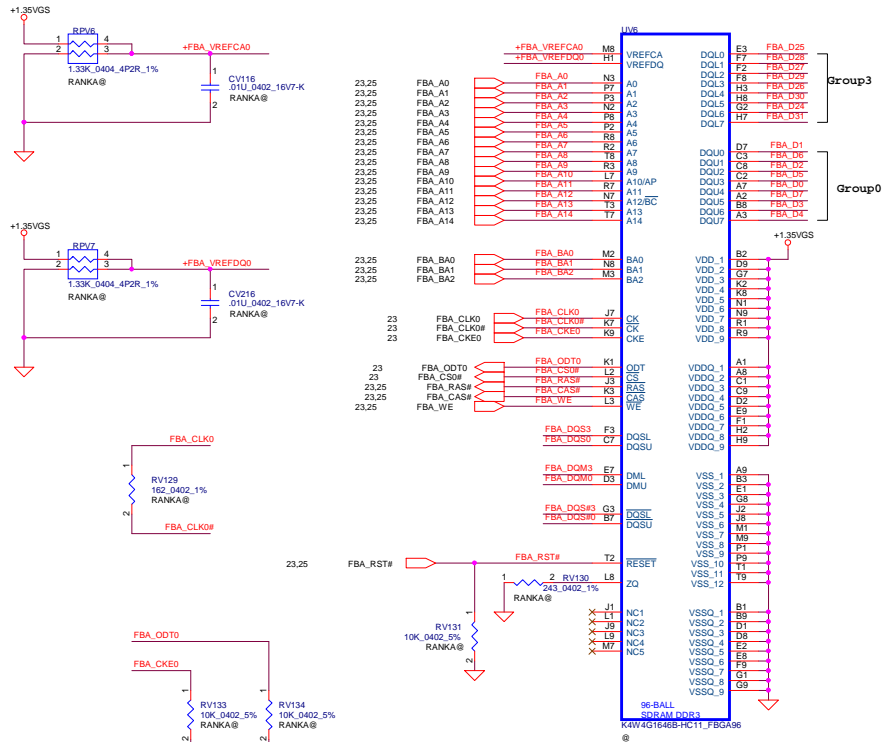 +1.35VGS
RPV6
1 4
2 3
1.33K_0404_4P2R_1%
RANKA@
+FBA_VREFCA0
1
CV116
.01U_0402_16V7-K
RANKA@
2
+1.35VGS
RPV7
1 4
2 3
1.33K_0404_4P2R_1%
RANKA@
+FBA_VREFDQ0
1
CV216
.01U_0402_16V7-K
RANKA@
2
FBA_CLK0
1
RV129
162_0402_1%
RANKA@
2
FBA_CLK0#
FBA_ODT0
FBA_CKE0
1
RV133
10K_0402_5%
RANKA@
2
1
RV134
10K_0402_5%
RANKA@
2
UV6
+FBA_VREFCA0 M8 VREFCA
+FBA_VREFDQ0 H1 VREFDQ
23,25 FBA_A0 FBA_A0 N3 A0
23,25 FBA_A1 FBA_A1 P7 A1
23,25 FBA_A2 FBA_A2 P3 A2
23,25 FBA_A3 FBA_A3 N2 A3
23,25 FBA_A4 FBA_A4 P8 A4
23,25 FBA_A5 FBA_A5 P2 A5
23,25 FBA_A6 FBA_A6 R8 A6
23,25 FBA_A7 FBA_A7 R2 A7
23,25 FBA_A8 FBA_A8 T8 A8
23,25 FBA_A9 FBA_A9 R3 A9
23,25 FBA_A10 FBA_A10 L7 A10/AP
23,25 FBA_A11 FBA_A11 R7 A11
23,25 FBA_A12 FBA_A12 N7 A12/BC
23,25 FBA_A13 FBA_A13 T3 A13
23,25 FBA_A14 FBA_A14 T7 A14
23,25 FBA_BA0 FBA_BA0 M2 BA0
23,25 FBA_BA1 FBA_BA1 N8 BA1
23,25 FBA_BA2 FBA_BA2 M3 BA2
23 FBA_CLK0 FBA_CLK0 J7 CK
23 FBA_CLK0# FBA_CLK0# K7 CK
23 FBA_CKE0 FBA_CKE0 K9 CKE
23 FBA_ODT0 FBA_ODT0 K1 ODT
23 FBA_CS0# FBA_CS0# L2 CS
23,25 FBA_RAS# FBA_RAS# J3 RAS
23,25 FBA_CAS# FBA_CAS# K3 CAS
23,25 FBA_WE FBA_WE L3 WE
FBA_DQS3 F3 DQSL
FBA_DQS0 C7 DQSU
FBA_DQM3 E7 DML
FBA_DQM0 D3 DMU
FBA_DQS#3 G3 DQSL
FBA_DQS#0 B7 DQSU
23,25 FBA_RST# FBA_RST# T2 RESET
1 2 RV130 L8 ZQ
243_0402_1%
RANKA@
1
RV131
10K_0402_5%
RANKA@
2
J1 NC1
L1 NC2
J9 NC3
L9 NC4
M7 NC5
DQL0 E3 FBA_D25
DQL1 F7 FBA_D28
DQL2 F2 FBA_D27
DQL3 F8 FBA_D29
DQL4 H3 FBA_D26
DQL5 H8 FBA_D30
DQL6 G2 FBA_D24
DQL7 H7 FBA_D31
Group3
DQU0 D7 FBA_D1
DQU1 C3 FBA_D6
DQU2 C8 FBA_D2
DQU3 C2 FBA_D5
DQU4 A7 FBA_D0
DQU5 A2 FBA_D7
DQU6 B8 FBA_D3
DQU7 A3 FBA_D4
Group0
+1.35VGS
VDD_1 B2
VDD_2 D9
VDD_3 G7
VDD_4 K2
VDD_5 K8
VDD_6 N1
VDD_7 N9
VDD_8 R1
VDD_9 R9
VDDQ_1 A1
VDDQ_2 A8
VDDQ_3 C1
VDDQ_4 C9
VDDQ_5 D2
VDDQ_6 E9
VDDQ_7 F1
VDDQ_8 H2
VDDQ_9 H9
VSS_1 A9
VSS_2 B3
VSS_3 E1
VSS_4 G8
VSS_5 J2
VSS_6 J8
VSS_7 M1
VSS_8 M9
VSS_9 P1
VSS_10 P9
VSS_11 T1
VSS_12 T9
VSSQ_1 B1
VSSQ_2 B9
VSSQ_3 D1
VSSQ_4 D8
VSSQ_5 E2
VSSQ_6 E8
VSSQ_7 F9
VSSQ_8 G1
VSSQ_9 G9
96-BALL
SDRAM DDR3
K4W4G1646B-HC11_FBGA96
@